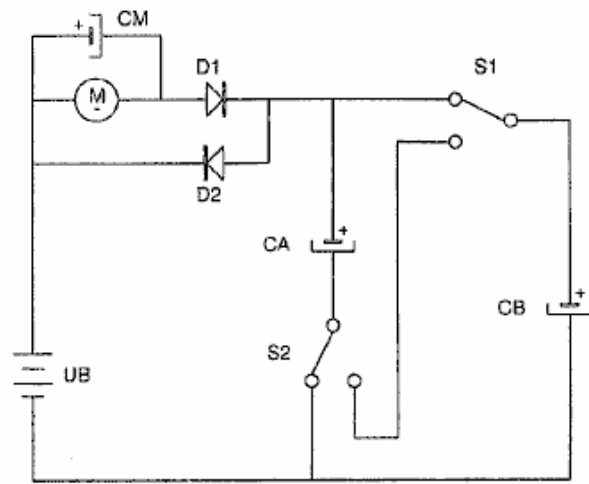 + CM
M
D1
S1
D2
CA
+
+
CB
S2
UB